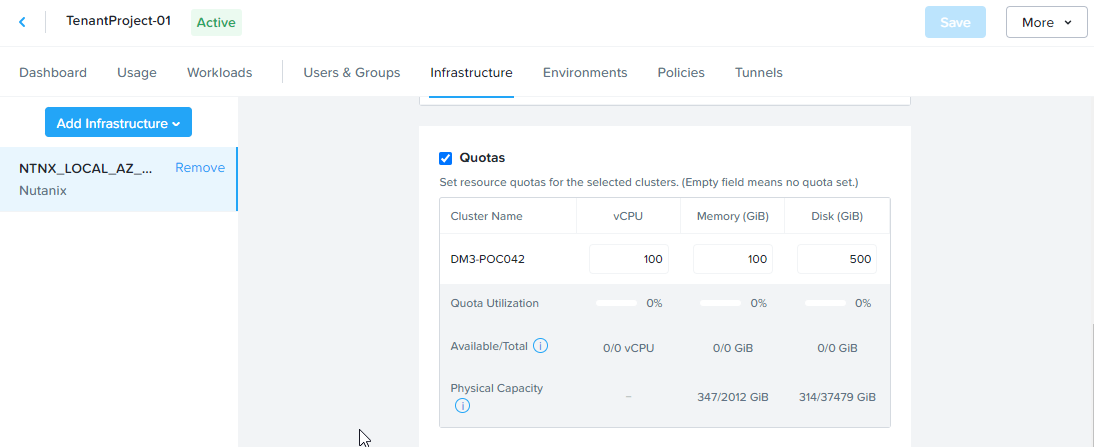 TenantProject-01 Active Save More
Dashboard Usage Workloads Users & Groups Infrastructure Environments Policies Tunnels
Add Infrastructure
NTNX_LOCAL_AZ_... Remove
Nutanix
Quotas
Set resource quotas for the selected clusters. (Empty field means no quota set.)
Cluster Name vCPU Memory (GiB) Disk (GiB)
DM3-POC042 100 100 500
Quota Utilization 0% 0% 0%
Available/Total 0/0 vCPU 0/0 GiB 0/0 GiB
Physical Capacity – 347/2012 GiB 314/37479 GiB